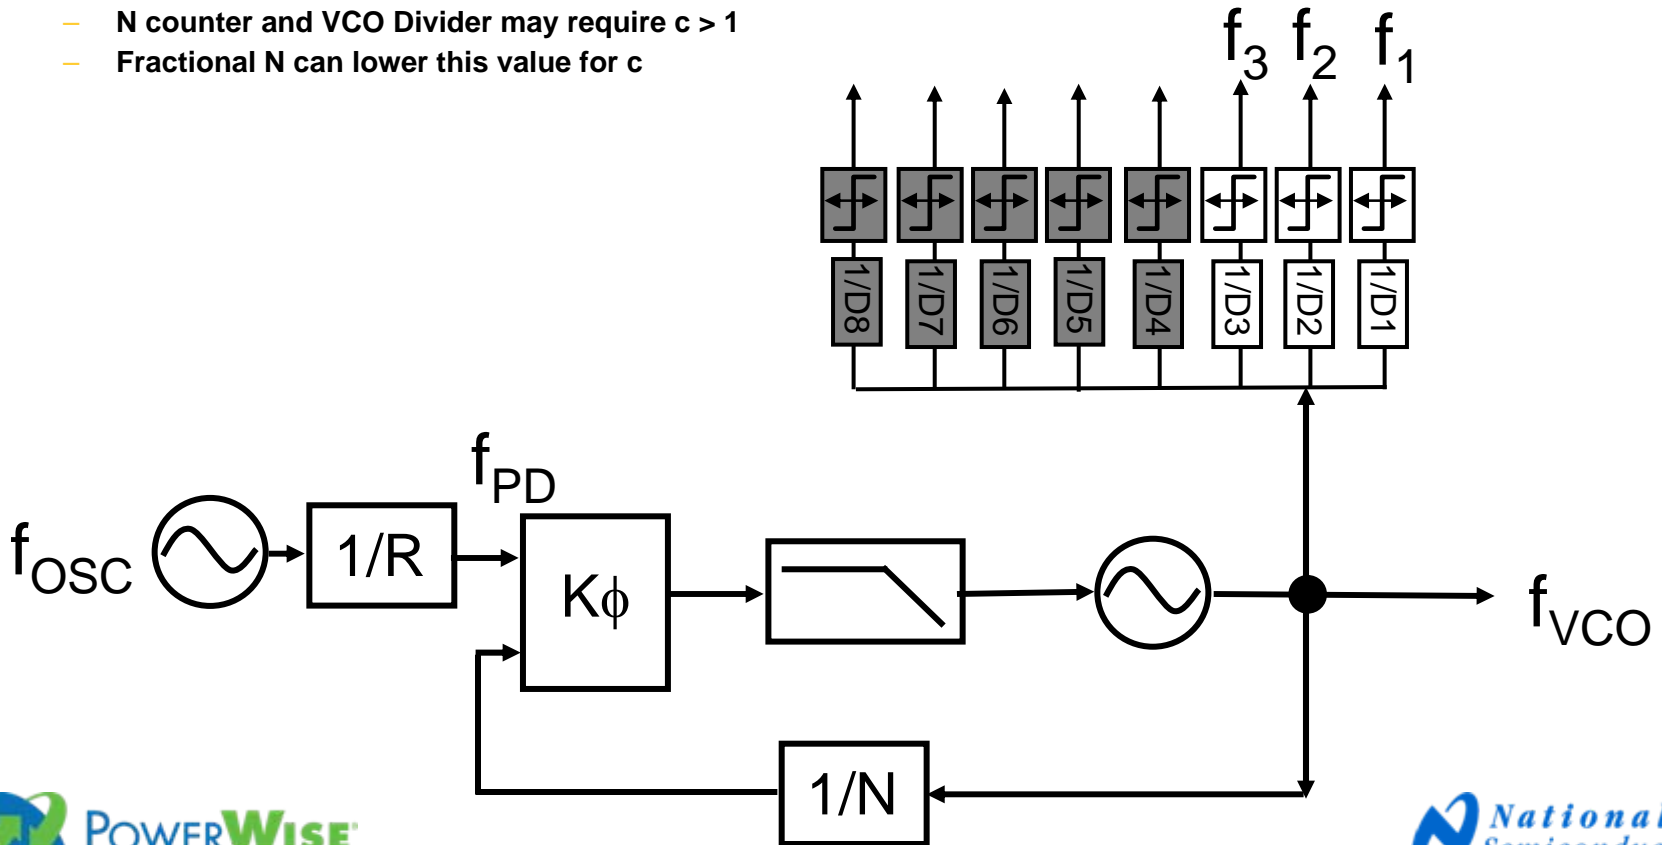 – N counter and VCO Divider may require c > 1
– Fractional N can lower this value for c
f3 f2 f1
1/D8 1/D7 1/D6 1/D5 1/D4 1/D3 1/D2 1/D1
fPD
fOSC
1/R
Kϕ
fVCO
1/N
POWERWISE®
National
Semiconduc